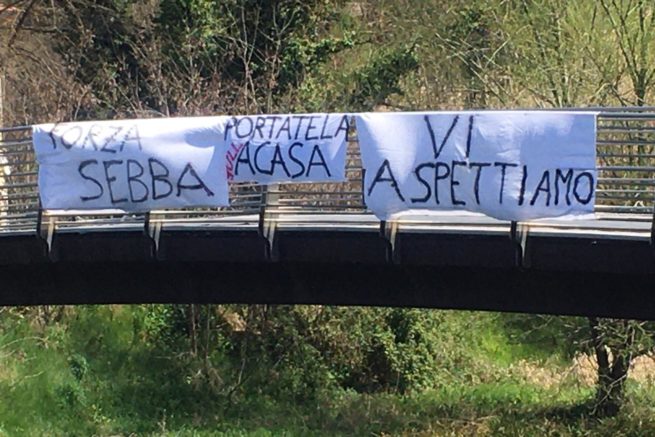 FORZA
SEBBA
PORTATELA
ACASA
VI
ASPETTIAMO